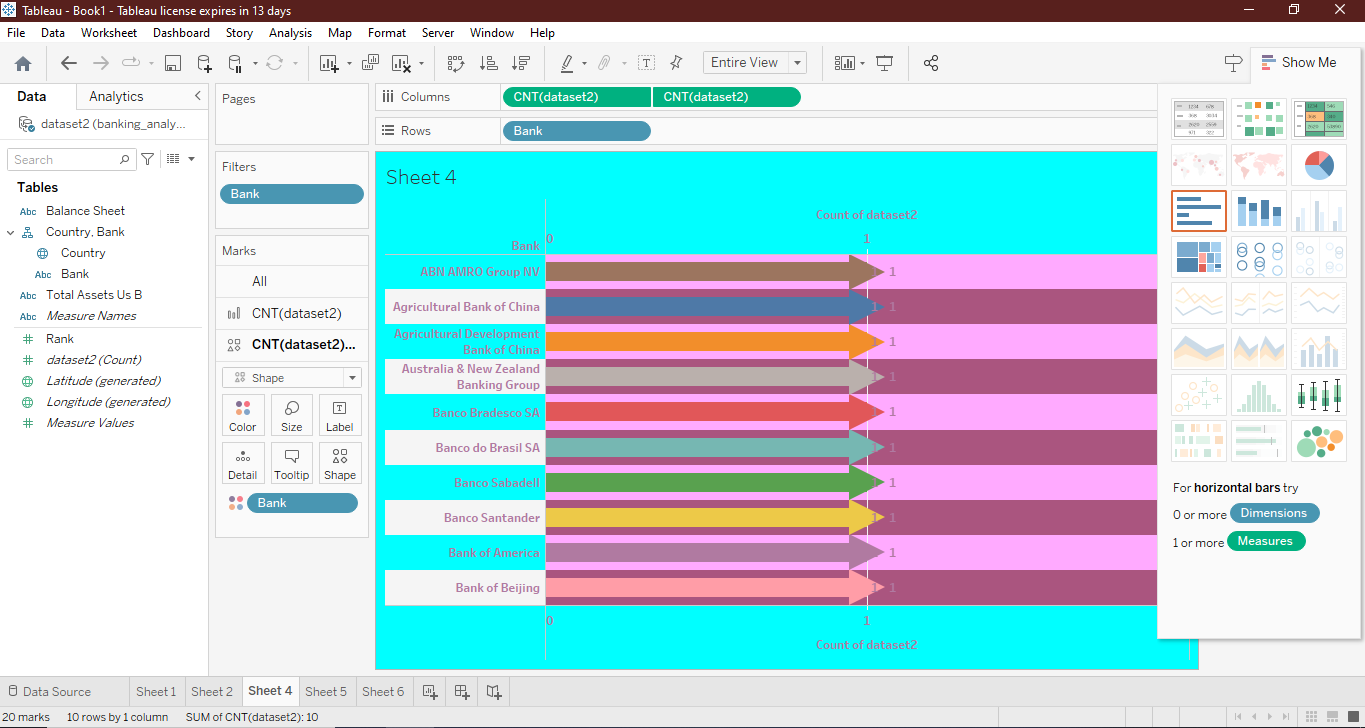 Tableau - Book1 - Tableau license expires in 13 days
File Data Worksheet Dashboard Story Analysis Map Format Server Window Help
Entire View
Show Me
Data Analytics
dataset2 (banking_analy...
Search
Tables
Abc Balance Sheet
Country, Bank
Country
Abc Bank
Abc Total Assets Us B
Abc Measure Names
Rank
dataset2 (Count)
Latitude (generated)
Longitude (generated)
Measure Values
Pages
Filters
Bank
Marks
All
CNT(dataset2)
CNT(dataset2)...
Shape
Color Size Label
Detail Tooltip Shape
Bank
Columns CNT(dataset2) CNT(dataset2)
Rows Bank
Sheet 4
Count of dataset2
Bank 0 1
ABN AMRO Group NV 1
Agricultural Bank of China 1 1
Agricultural Development
Bank of China 1 1
Australia & New Zealand
Banking Group 1 1
Banco Bradesco SA 1 1
Banco do Brasil SA 1 1
Banco Sabadell 1 1
Banco Santander 1 1
Bank of America 1
Bank of Beijing 1 1
0 1
Count of dataset2
For horizontal bars try
0 or more Dimensions
1 or more Measures
Data Source Sheet 1 Sheet 2 Sheet 4 Sheet 5 Sheet 6
20 marks 10 rows by 1 column SUM of CNT(dataset2): 10